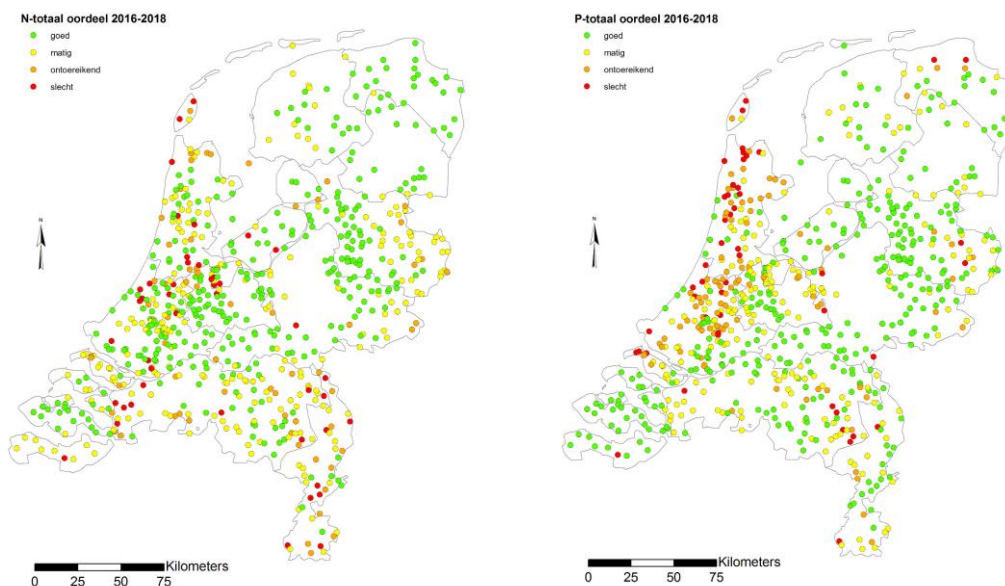 N-totaal oordeel 2016-2018
goed
matig
ontoereikend
slecht
N
Kilometers
0 25 50 75
P-totaal oordeel 2016-2018
goed
matig
ontoereikend
slecht
N
Kilometers
0 25 50 75